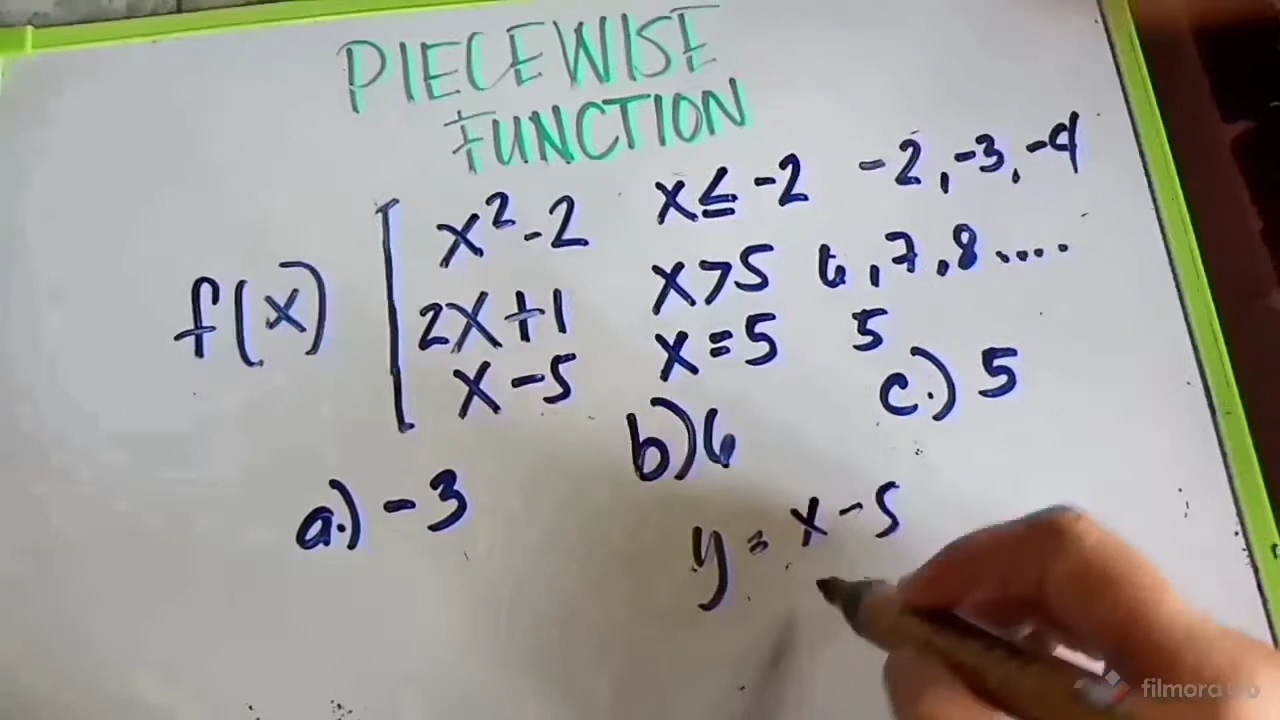 PIECEWISE
FUNCTION
f(x) [ x²-2 x≤-2 -2,-3,-4
2x+1 x>5 6,7,8....
x-5 x=5 5
a.) -3 b) 6 c.) 5
y = x-5